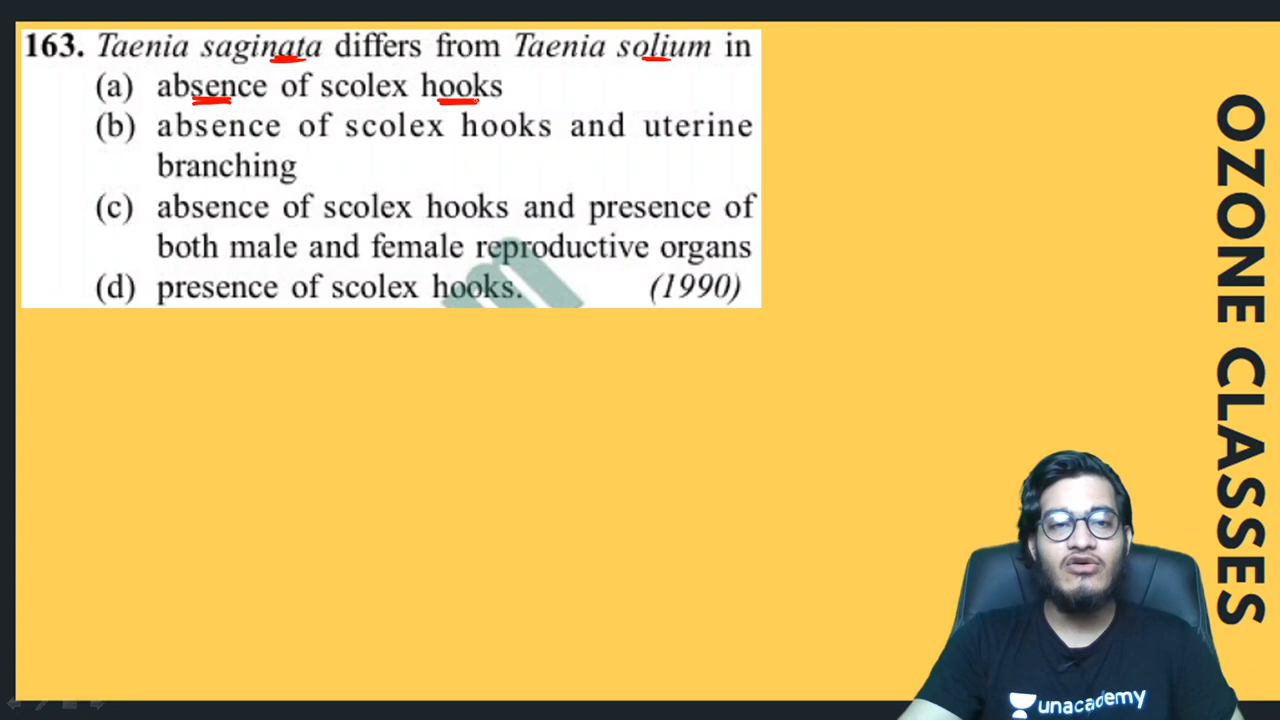 163. Taenia saginata differs from Taenia solium in
(a) absence of scolex hooks
(b) absence of scolex hooks and uterine
branching
(c) absence of scolex hooks and presence of
both male and female reproductive organs
(d) presence of scolex hooks. (1990)
m
OZONE CLASSES
unacademy